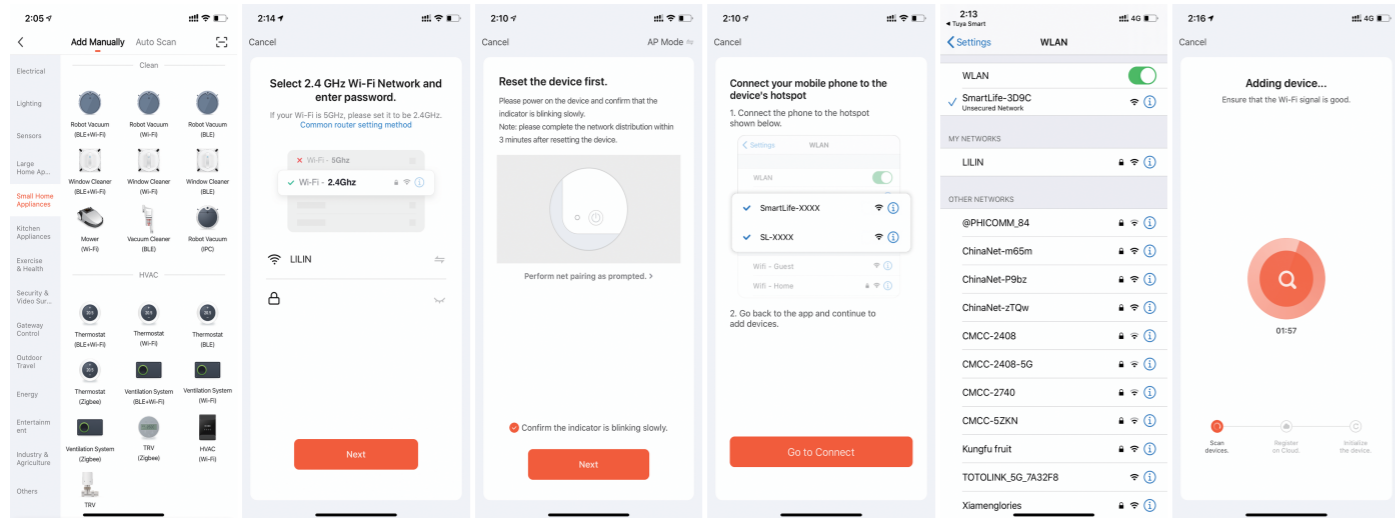 2:05
Add Manually
Auto Scan
Electrical
Lighting
Sensors
Large
Home Ap...
Small Home
Appliances
Kitchen
Appliances
Exercise
& Health
Security &
Video Sur...
Gateway
Control
Outdoor
Travel
Energy
Entertainm
ent
Industry &
Agriculture
Others
Clean
Robot Vacuum
(BLE+Wi-Fi)
Robot Vacuum
(Wi-Fi)
Robot Vacuum
(BLE)
Window Cleaner
(BLE+Wi-Fi)
Window Cleaner
(Wi-Fi)
Window Cleaner
(BLE)
Mower
(Wi-Fi)
Vacuum Cleaner
(BLE)
Robot Vacuum
(IPC)
HVAC
Thermostat
(BLE+Wi-Fi)
Thermostat
(Wi-Fi)
Thermostat
(BLE)
Thermostat
(Zigbee)
Ventilation System
(BLE+Wi-Fi)
Ventilation System
(Wi-Fi)
Ventilation System
(Zigbee)
TRV
(Zigbee)
HVAC
(Wi-Fi)
TRV
2:14
Cancel
Select 2.4 GHz Wi-Fi Network and
enter password.
If your Wi-Fi is 5GHz, please set it to be 2.4GHz.
Common router setting method
Wi-Fi - 5Ghz
Wi-Fi - 2.4Ghz
LILIN
Next
2:10
Cancel
AP Mode
Reset the device first.
Please power on the device and confirm that the
indicator is blinking slowly.
Note: please complete the network distribution within
3 minutes after resetting the device.
Perform net pairing as prompted. >
Confirm the indicator is blinking slowly.
Next
2:10
Cancel
Connect your mobile phone to the
device's hotspot
1. Connect the phone to the hotspot
shown below.
Settings
WLAN
WLAN
SmartLife-XXXX
SL-XXXX
Wifi - Guest
Wifi - Home
2. Go back to the app and continue to
add devices.
Go to Connect
2:13
4G
Tuya Smart
Settings
WLAN
WLAN
SmartLife-3D9C
Unsecured Network
MY NETWORKS
LILIN
OTHER NETWORKS
@PHICOMM_84
ChinaNet-m65m
ChinaNet-P9bz
ChinaNet-zTQw
CMCC-2408
CMCC-2408-5G
CMCC-2740
CMCC-5ZKN
Kungfu fruit
TOTOLINK_5G_7A32F8
Xiamenglories
2:16
4G
Cancel
Adding device...
Ensure that the Wi-Fi signal is good.
01:57
Scan
devices.
Register
on Cloud.
Initialize
the device.